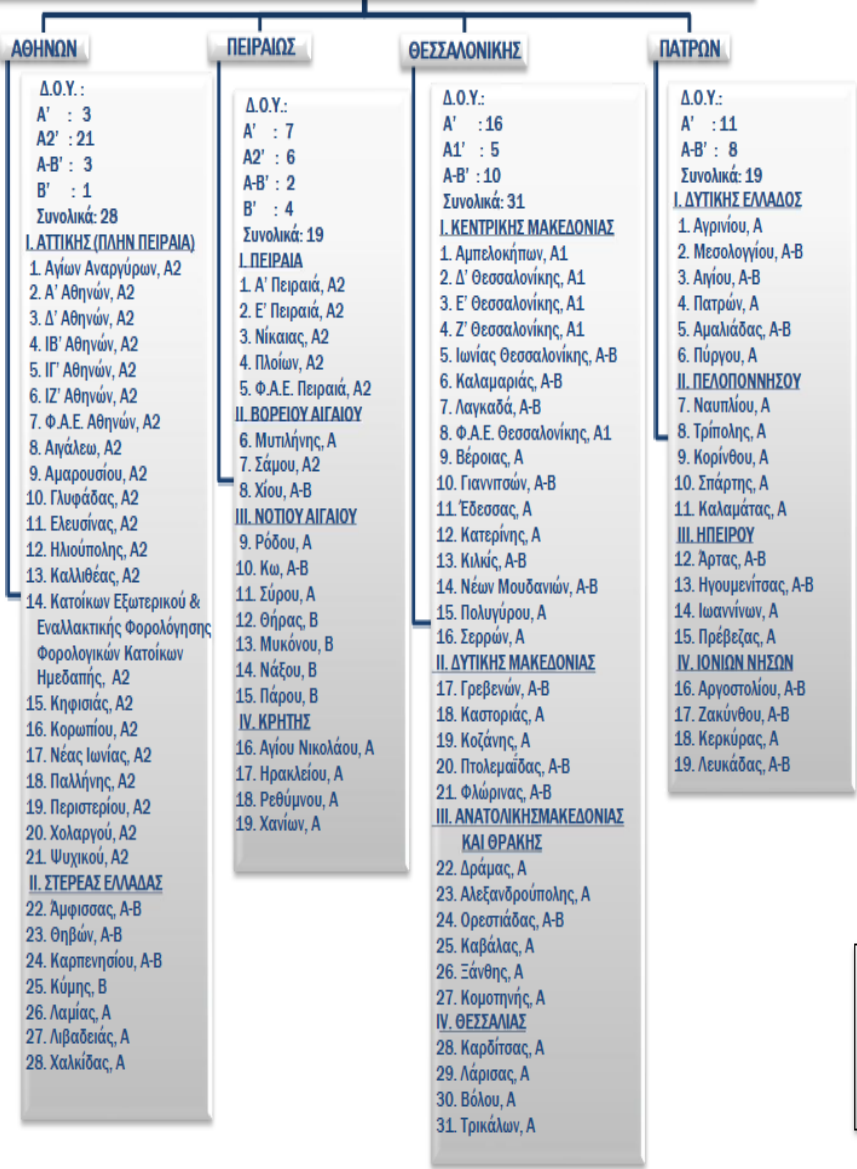 ΑΘΗΝΩΝ
Δ.Ο.Υ. :
Α' : 3
Α2' : 21
Α-Β' : 3
Β' : 1
Συνολικά: 28
Ι. ΑΤΤΙΚΗΣ (ΠΛΗΝ ΠΕΙΡΑΙΑ)
1. Αγίων Αναργύρων, Α2
2. Α' Αθηνών, Α2
3. Δ' Αθηνών, Α2
4. ΙΒ' Αθηνών, Α2
5. ΙΓ' Αθηνών, Α2
6. ΙΖ' Αθηνών, Α2
7. Φ.Α.Ε. Αθηνών, Α2
8. Αιγάλεω, Α2
9. Αμαρουσίου, Α2
10. Γλυφάδας, Α2
11. Ελευσίνας, Α2
12. Ηλιούπολης, Α2
13. Καλλιθέας, Α2
14. Κατοίκων Εξωτερικού &
Εναλλακτικής Φορολόγησης
Φορολογικών Κατοίκων
Ημεδαπής, Α2
15. Κηφισιάς, Α2
16. Κορωπίου, Α2
17. Νέας Ιωνίας, Α2
18. Παλλήνης, Α2
19. Περιστερίου, Α2
20. Χολαργού, Α2
21. Ψυχικού, Α2
ΙΙ. ΣΤΕΡΕΑΣ ΕΛΛΑΔΑΣ
22. Άμφισσας, Α-Β
23. Θηβών, Α-Β
24. Καρπενησίου, Α-Β
25. Κύμης, Β
26. Λαμίας, Α
27. Λιβαδειάς, Α
28. Χαλκίδας, Α
ΠΕΙΡΑΙΩΣ
Δ.Ο.Υ.:
Α' : 7
Α2' : 6
Α-Β' : 2
Β' : 4
Συνολικά: 19
Ι. ΠΕΙΡΑΙΑ
1. Α' Πειραιά, Α2
2. Ε' Πειραιά, Α2
3. Νίκαιας, Α2
4. Πλοίων, Α2
5. Φ.Α.Ε. Πειραιά, Α2
ΙΙ. ΒΟΡΕΙΟΥ ΑΙΓΑΙΟΥ
6. Μυτιλήνης, Α
7. Σάμου, Α2
8. Χίου, Α-Β
ΙΙΙ. ΝΟΤΙΟΥ ΑΙΓΑΙΟΥ
9. Ρόδου, Α
10. Κω, Α-Β
11. Σύρου, Α
12. Θήρας, Β
13. Μυκόνου, Β
14. Νάξου, Β
15. Πάρου, Β
IV. ΚΡΗΤΗΣ
16. Αγίου Νικολάου, Α
17. Ηρακλείου, Α
18. Ρεθύμνου, Α
19. Χανίων, Α
ΘΕΣΣΑΛΟΝΙΚΗΣ
Δ.Ο.Υ.:
Α' : 16
Α1' : 5
Α-Β' : 10
Συνολικά: 31
Ι. ΚΕΝΤΡΙΚΗΣ ΜΑΚΕΔΟΝΙΑΣ
1. Αμπελοκήπων, Α1
2. Δ' Θεσσαλονίκης, Α1
3. Ε' Θεσσαλονίκης, Α1
4. Ζ' Θεσσαλονίκης, Α1
5. Ιωνίας Θεσσαλονίκης, Α-Β
6. Καλαμαριάς, Α-Β
7. Λαγκαδά, Α-Β
8. Φ.Α.Ε. Θεσσαλονίκης, Α1
9. Βέροιας, Α
10. Γιαννιτσών, Α-Β
11. Έδεσσας, Α
12. Κατερίνης, Α
13. Κιλκίς, Α-Β
14. Νέων Μουδανιών, Α-Β
15. Πολυγύρου, Α
16. Σερρών, Α
ΙΙ. ΔΥΤΙΚΗΣ ΜΑΚΕΔΟΝΙΑΣ
17. Γρεβενών, Α-Β
18. Καστοριάς, Α
19. Κοζάνης, Α
20. Πτολεμαΐδας, Α-Β
21. Φλώρινας, Α-Β
ΙΙΙ. ΑΝΑΤΟΛΙΚΗΣΜΑΚΕΔΟΝΙΑΣ
ΚΑΙ ΘΡΑΚΗΣ
22. Δράμας, Α
23. Αλεξανδρούπολης, Α
24. Ορεστιάδας, Α-Β
25. Καβάλας, Α
26. Ξάνθης, Α
27. Κομοτηνής, Α
IV. ΘΕΣΣΑΛΙΑΣ
28. Καρδίτσας, Α
29. Λάρισας, Α
30. Βόλου, Α
31. Τρικάλων, Α
ΠΑΤΡΩΝ
Δ.Ο.Υ.:
Α' : 11
Α-Β' : 8
Συνολικά: 19
Ι. ΔΥΤΙΚΗΣ ΕΛΛΑΔΟΣ
1. Αγρινίου, Α
2. Μεσολογγίου, Α-Β
3. Αιγίου, Α-Β
4. Πατρών, Α
5. Αμαλιάδας, Α-Β
6. Πύργου, Α
ΙΙ. ΠΕΛΟΠΟΝΝΗΣΟΥ
7. Ναυπλίου, Α
8. Τρίπολης, Α
9. Κορίνθου, Α
10. Σπάρτης, Α
11. Καλαμάτας, Α
ΙΙΙ. ΗΠΕΙΡΟΥ
12. Άρτας, Α-Β
13. Ηγουμενίτσας, Α-Β
14. Ιωαννίνων, Α
15. Πρέβεζας, Α
IV. ΙΟΝΙΩΝ ΝΗΣΩΝ
16. Αργοστολίου, Α-Β
17. Ζακύνθου, Α-Β
18. Κερκύρας, Α
19. Λευκάδας, Α-Β